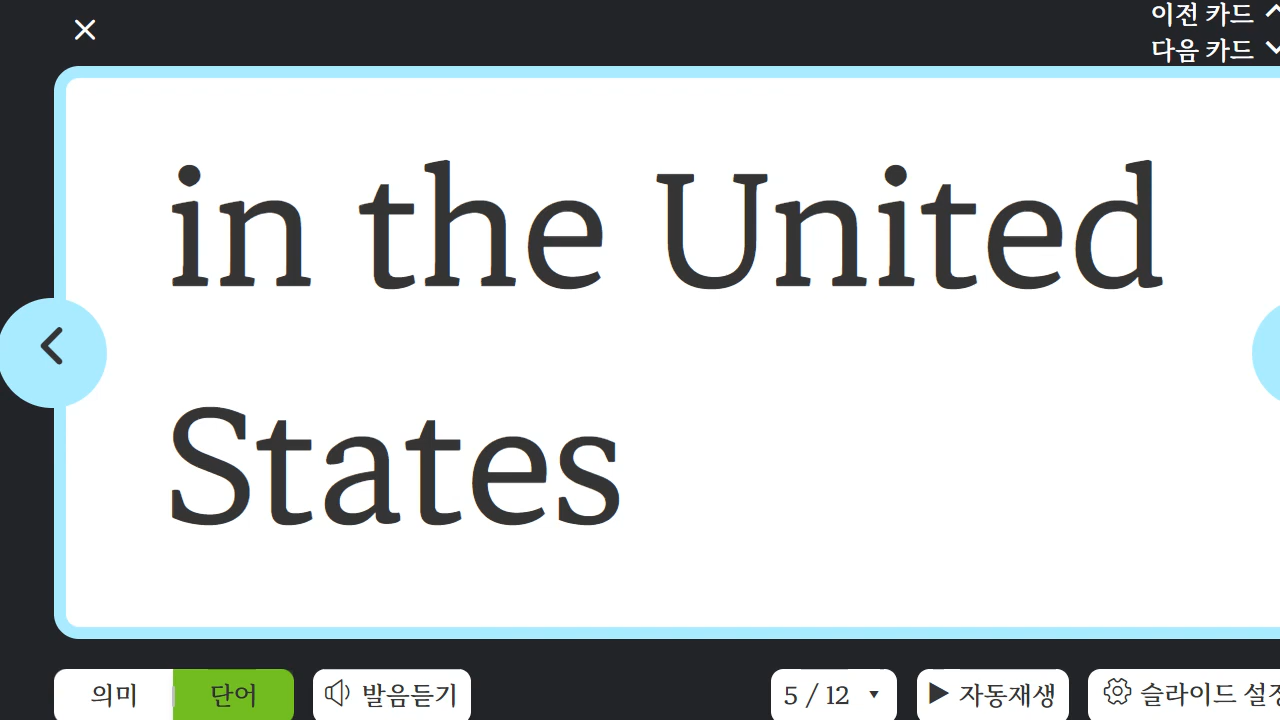 이전 카드
다음 카드
in the United
States
의미
단어
발음듣기
5 / 12
자동재생
슬라이드 설정